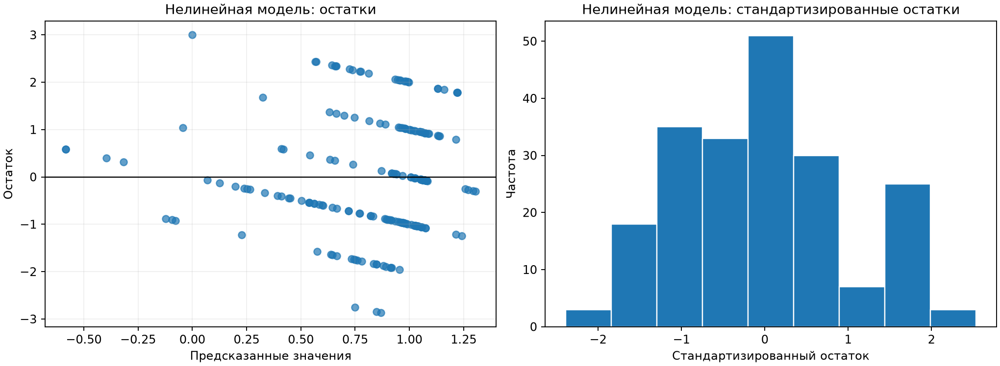 Нелинейная модель: остатки
3
2
1
0
−1
−2
−3
Остаток
−0.50 −0.25 0.00 0.25 0.50 0.75 1.00 1.25
Предсказанные значения
Нелинейная модель: стандартизированные остатки
50
40
30
20
10
0
Частота
−2 −1 0 1 2
Стандартизированный остаток